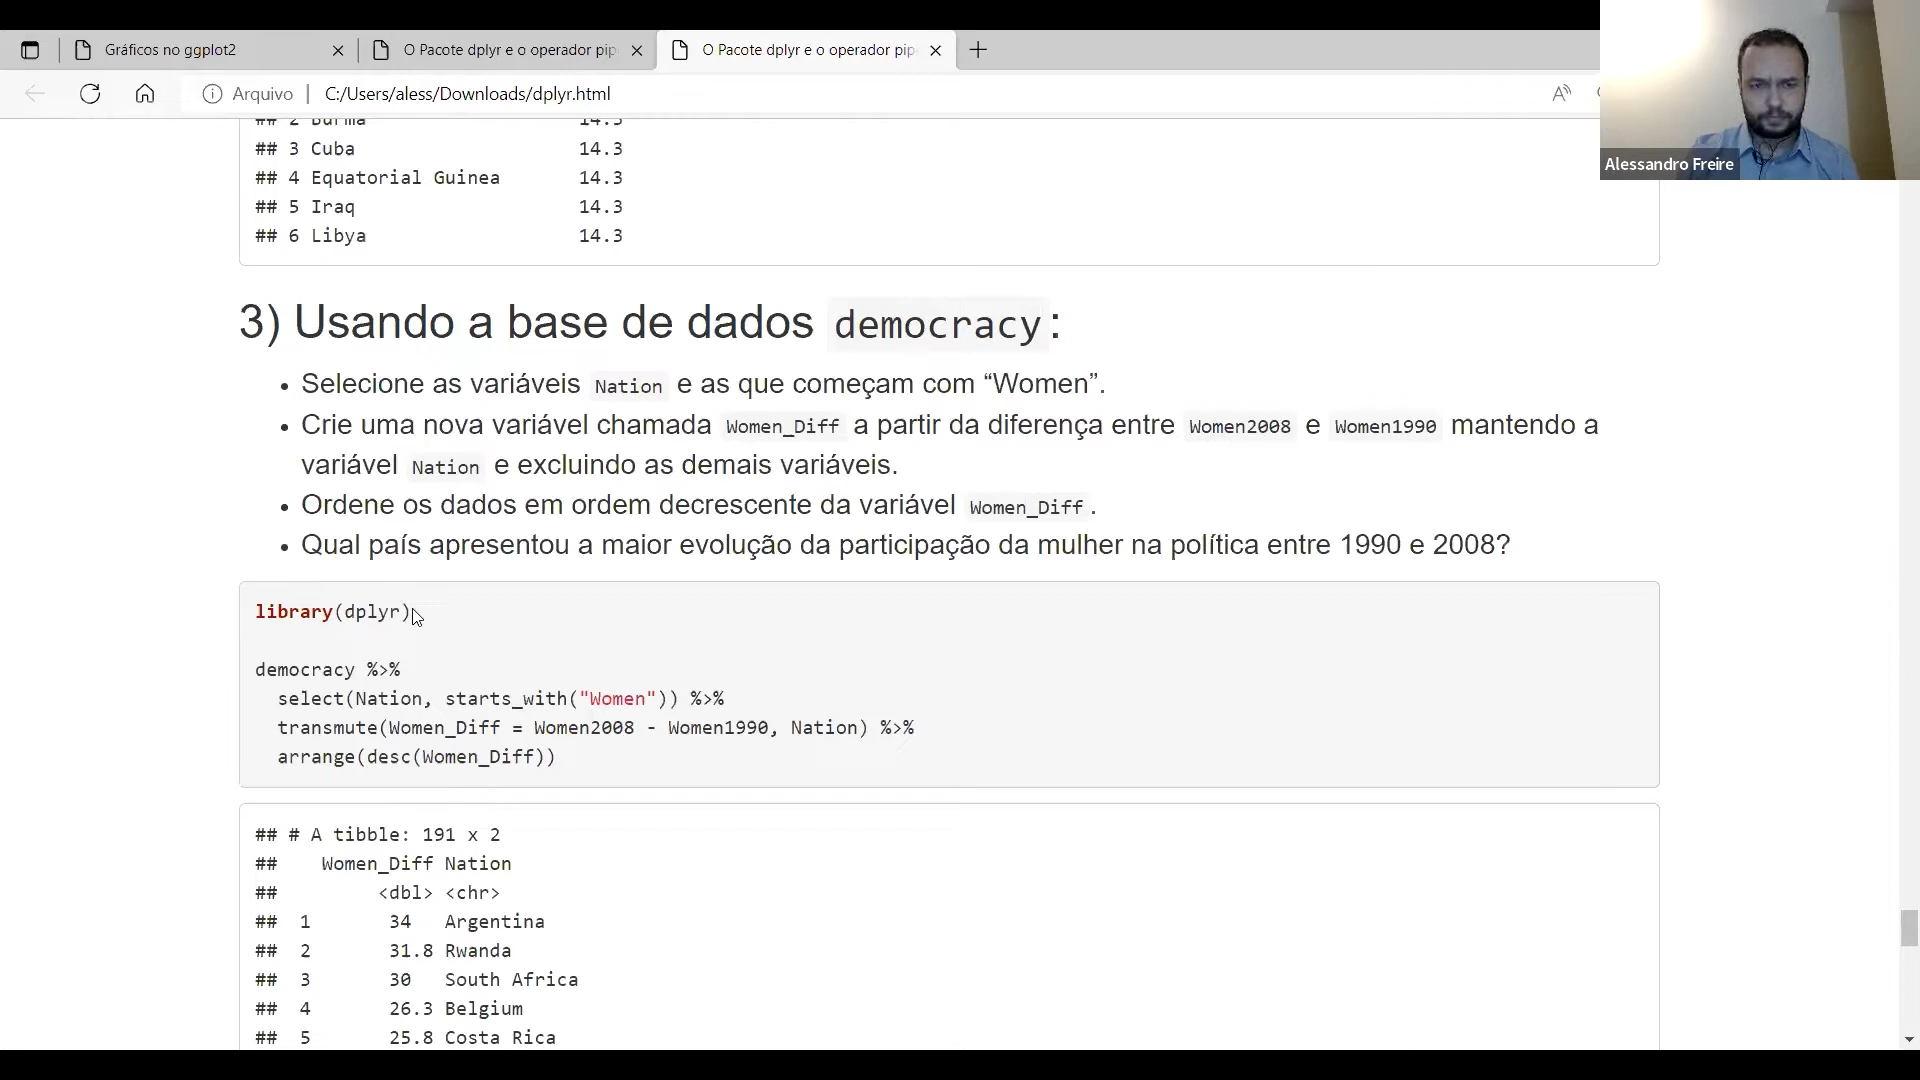 Gráficos no ggplot2
O Pacote dplyr e o operador pip
O Pacote dplyr e o operador pip
Arquivo
C:/Users/aless/Downloads/dplyr.html
Alessandro Freire
## 2 Burma 14.3
## 3 Cuba 14.3
## 4 Equatorial Guinea 14.3
## 5 Iraq 14.3
## 6 Libya 14.3
3) Usando a base de dados democracy:
• Selecione as variáveis Nation e as que começam com “Women”.
• Crie uma nova variável chamada Women_Diff a partir da diferença entre Women2008 e Women1990 mantendo a
variável Nation e excluindo as demais variáveis.
• Ordene os dados em ordem decrescente da variável Women_Diff.
• Qual país apresentou a maior evolução da participação da mulher na política entre 1990 e 2008?
library(dplyr)
democracy %>%
select(Nation, starts_with("Women")) %>%
transmute(Women_Diff = Women2008 - Women1990, Nation) %>%
arrange(desc(Women_Diff))
## # A tibble: 191 x 2
## Women_Diff Nation
## <dbl> <chr>
## 1 34 Argentina
## 2 31.8 Rwanda
## 3 30 South Africa
## 4 26.3 Belgium
## 5 25.8 Costa Rica